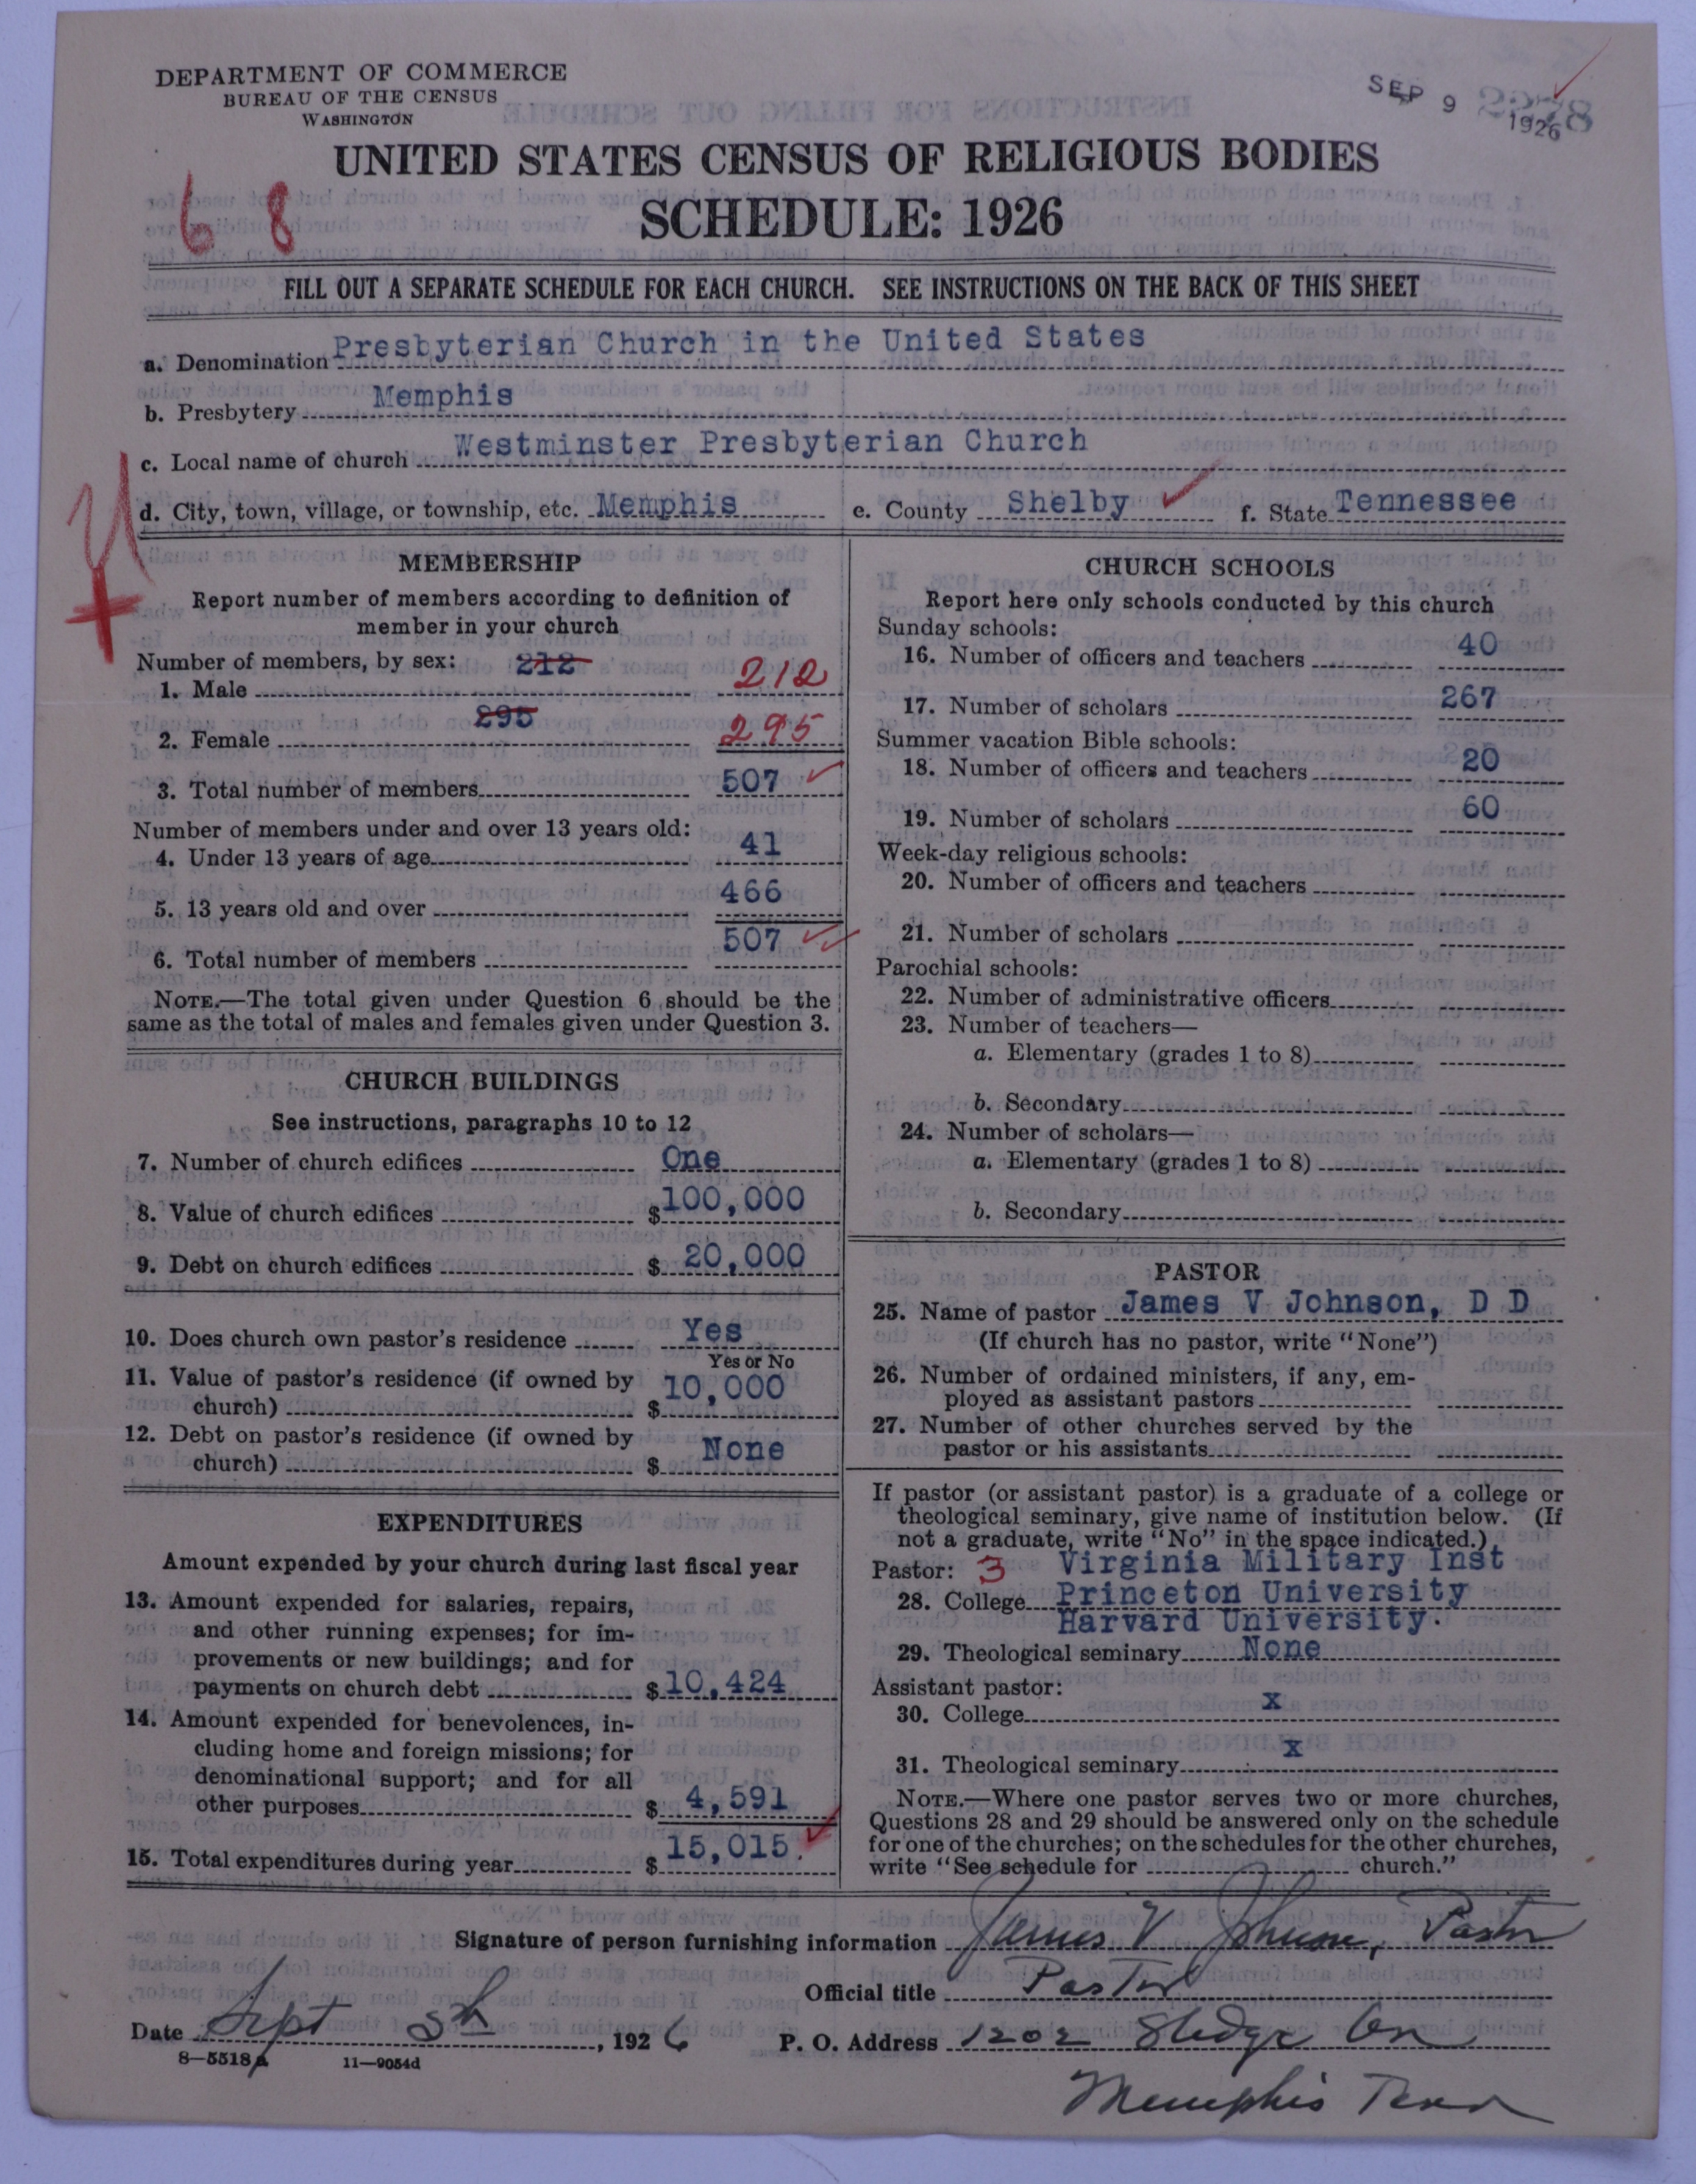 DEPARTMENT OF COMMERCE
BUREAU OF THE CENSUS
WASHINGTON
SEP 9 1926
2278
UNITED STATES CENSUS OF RELIGIOUS BODIES
SCHEDULE: 1926
6 8
FILL OUT A SEPARATE SCHEDULE FOR EACH CHURCH. SEE INSTRUCTIONS ON THE BACK OF THIS SHEET
a. Denomination Presbyterian Church in the United States
b. Presbytery Memphis
c. Local name of church Westminster Presbyterian Church
d. City, town, village, or township, etc. Memphis e. County Shelby f. State Tennessee
MEMBERSHIP
Report number of members according to definition of
member in your church
Number of members, by sex: 212
1. Male 212
295
2. Female 295
3. Total number of members 507
Number of members under and over 13 years old:
4. Under 13 years of age 41
5. 13 years old and over 466
6. Total number of members 507
NOTE.—The total given under Question 6 should be the
same as the total of males and females given under Question 3.
CHURCH BUILDINGS
See instructions, paragraphs 10 to 12
7. Number of church edifices One
8. Value of church edifices $100,000
9. Debt on church edifices $ 20,000
10. Does church own pastor's residence Yes
Yes or No
11. Value of pastor's residence (if owned by
church) $ 10,000
12. Debt on pastor's residence (if owned by
church) $ None
EXPENDITURES
Amount expended by your church during last fiscal year
13. Amount expended for salaries, repairs,
and other running expenses; for im-
provements or new buildings; and for
payments on church debt $10,424
14. Amount expended for benevolences, in-
cluding home and foreign missions; for
denominational support; and for all
other purposes $ 4,591
15. Total expenditures during year $ 15,015.
CHURCH SCHOOLS
Report here only schools conducted by this church
Sunday schools:
16. Number of officers and teachers 40
17. Number of scholars 267
Summer vacation Bible schools:
18. Number of officers and teachers 20
19. Number of scholars 60
Week-day religious schools:
20. Number of officers and teachers
21. Number of scholars
Parochial schools:
22. Number of administrative officers
23. Number of teachers—
a. Elementary (grades 1 to 8)
b. Secondary
24. Number of scholars—
a. Elementary (grades 1 to 8)
b. Secondary
PASTOR
25. Name of pastor James V Johnson, D D
(If church has no pastor, write "None")
26. Number of ordained ministers, if any, em-
ployed as assistant pastors
27. Number of other churches served by the
pastor or his assistants
If pastor (or assistant pastor) is a graduate of a college or
theological seminary, give name of institution below. (If
not a graduate, write "No" in the space indicated.)
Pastor: 3 Virginia Military Inst
28. College Princeton University
Harvard University.
29. Theological seminary None
Assistant pastor:
30. College x
31. Theological seminary x
NOTE.—Where one pastor serves two or more churches,
Questions 28 and 29 should be answered only on the schedule
for one of the churches; on the schedules for the other churches,
write "See schedule for church."
Signature of person furnishing information James V Johnson, Pastor
Official title Pastor
Date Sept 8th, 1926 P. O. Address 1202 Sledge Ave
8—5518a 11—9054d
Memphis Tenn